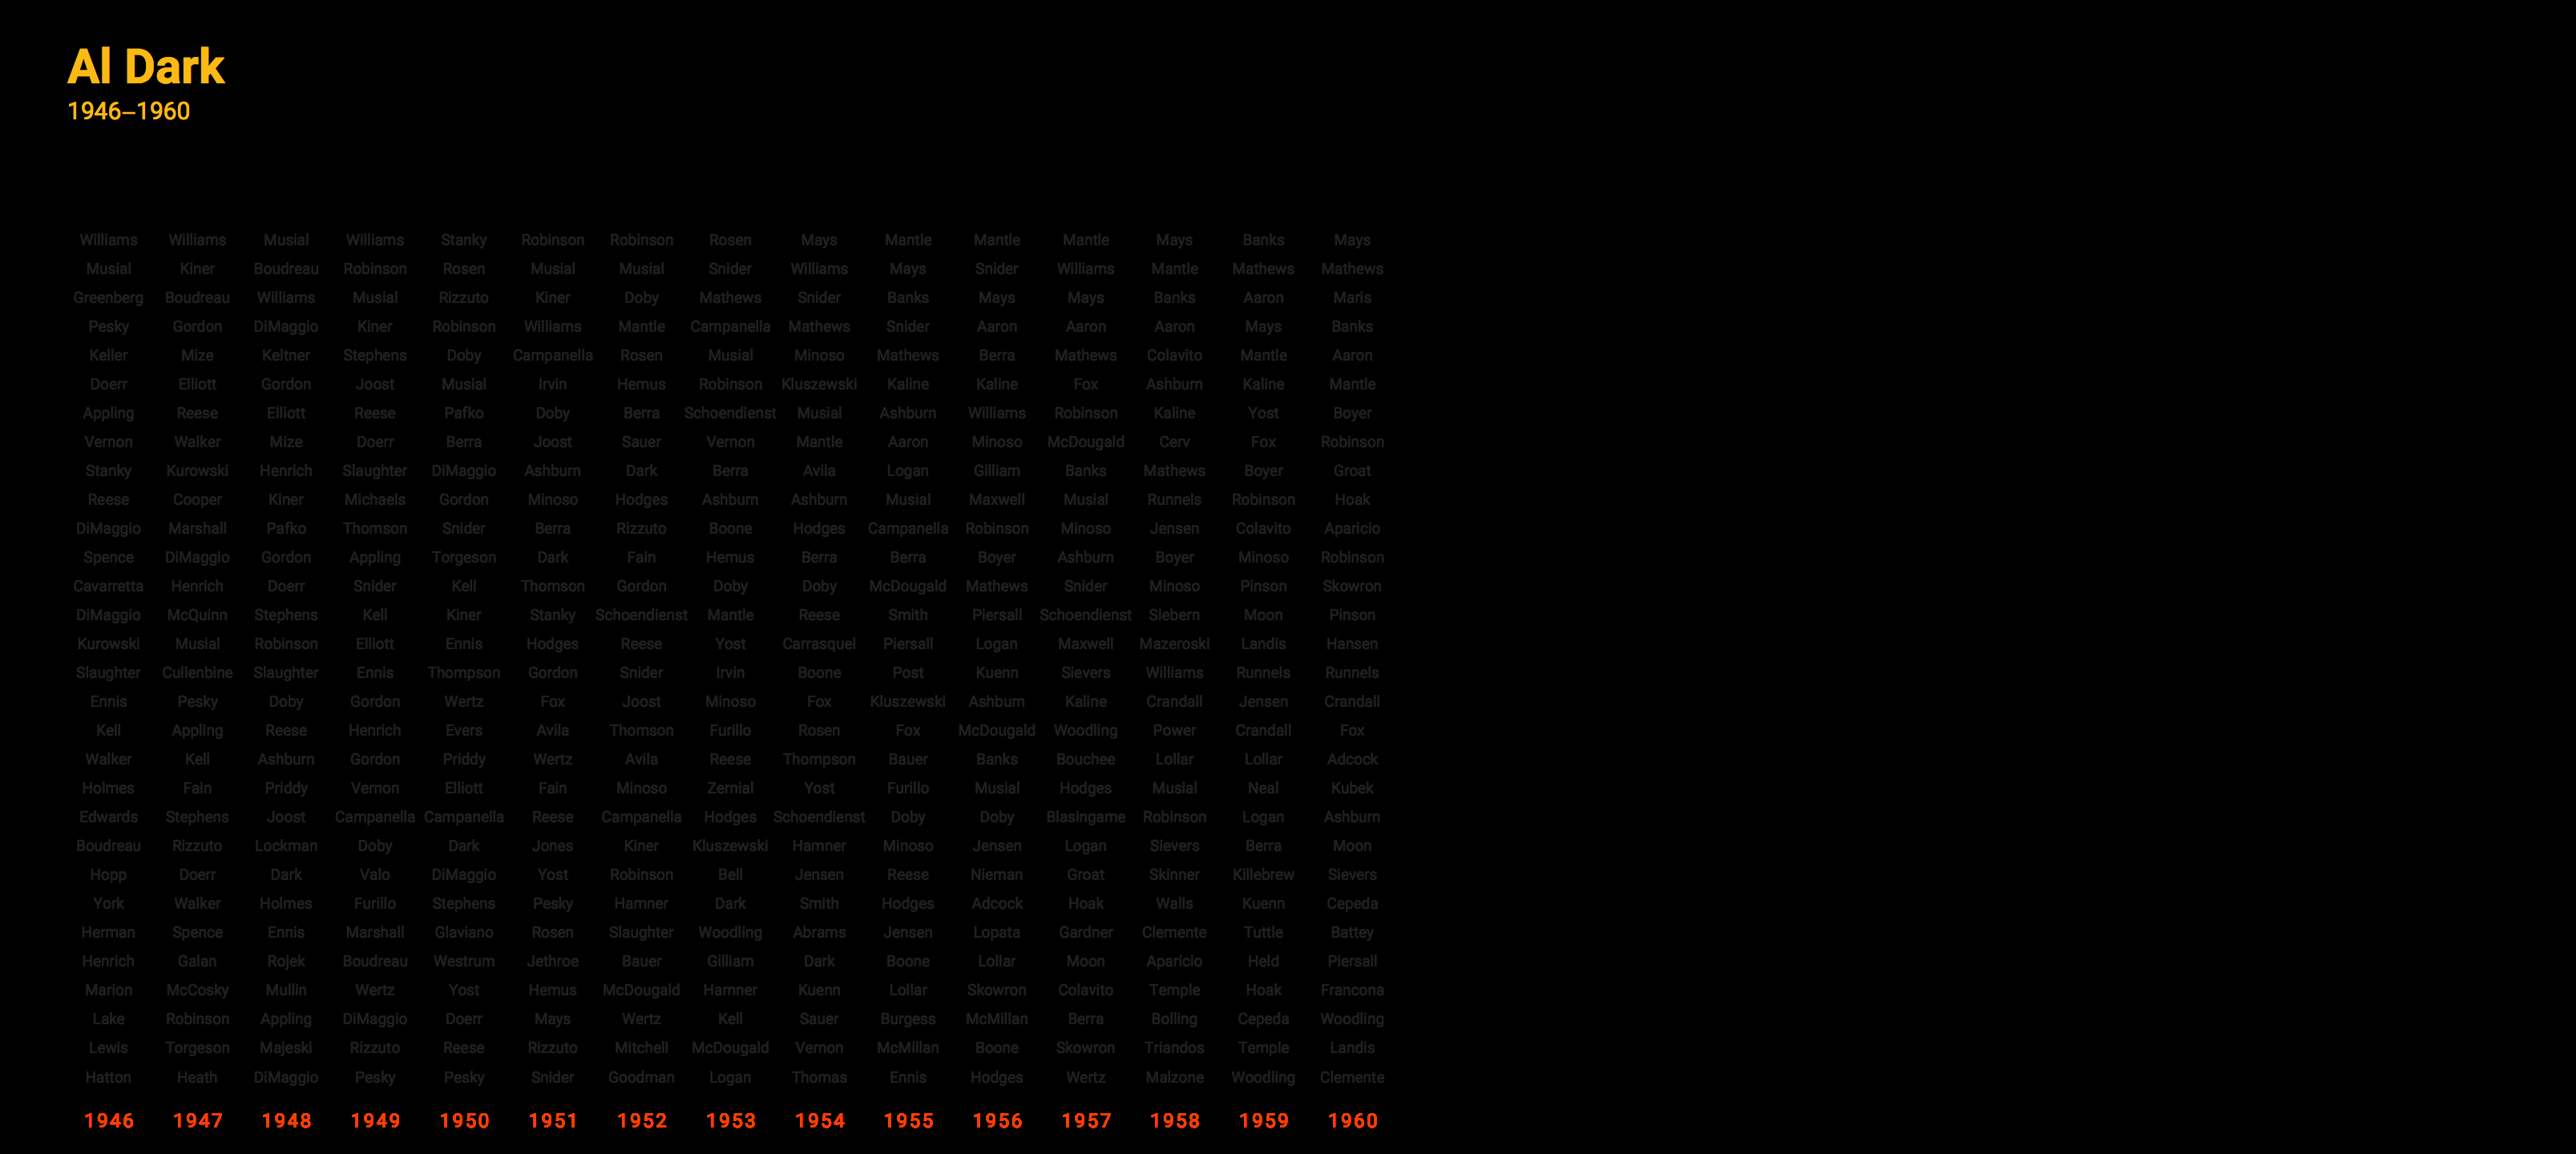 Al Dark
1946–1960
Williams Williams Musial Williams Stanky Robinson Robinson Rosen Mays Mantle Mantle Mantle Mays Banks Mays
Musial Kiner Boudreau Robinson Rosen Musial Musial Snider Williams Mays Snider Williams Mantle Mathews Mathews
Greenberg Boudreau Williams Musial Rizzuto Kiner Doby Mathews Snider Banks Mays Mays Banks Aaron Maris
Pesky Gordon DiMaggio Kiner Robinson Williams Mantle Campanella Mathews Snider Aaron Aaron Aaron Mays Banks
Keller Mize Keltner Stephens Doby Campanella Rosen Musial Minoso Mathews Berra Mathews Colavito Mantle Aaron
Doerr Elliott Gordon Joost Musial Irvin Hemus Robinson Kluszewski Kaline Kaline Fox Ashburn Kaline Mantle
Appling Reese Elliott Reese Pafko Doby Berra Schoendienst Musial Ashburn Williams Robinson Kaline Yost Boyer
Vernon Walker Mize Doerr Berra Joost Sauer Vernon Mantle Aaron Minoso McDougald Cerv Fox Robinson
Stanky Kurowski Henrich Slaughter DiMaggio Ashburn Dark Berra Avila Logan Gilliam Banks Mathews Boyer Groat
Reese Cooper Kiner Michaels Gordon Minoso Hodges Ashburn Ashburn Musial Maxwell Musial Runnels Robinson Hoak
DiMaggio Marshall Pafko Thomson Snider Berra Rizzuto Boone Hodges Campanella Robinson Minoso Jensen Colavito Aparicio
Spence DiMaggio Gordon Appling Torgeson Dark Fain Hemus Berra Berra Boyer Ashburn Boyer Minoso Robinson
Cavarretta Henrich Doerr Snider Kell Thomson Gordon Doby Doby McDougald Mathews Snider Minoso Pinson Skowron
DiMaggio McQuinn Stephens Kell Kiner Stanky Schoendienst Mantle Reese Smith Piersall Schoendienst Siebern Moon Pinson
Kurowski Musial Robinson Elliott Ennis Hodges Reese Yost Carrasquel Piersall Logan Maxwell Mazeroski Landis Hansen
Slaughter Cullenbine Slaughter Ennis Thompson Gordon Snider Irvin Boone Post Kuenn Sievers Williams Runnels Runnels
Ennis Pesky Doby Gordon Wertz Fox Joost Minoso Fox Kluszewski Ashburn Kaline Crandall Jensen Crandall
Kell Appling Reese Henrich Evers Avila Thomson Furillo Rosen Fox McDougald Woodling Power Crandall Fox
Walker Kell Ashburn Gordon Priddy Wertz Avila Reese Thompson Bauer Banks Bouchee Lollar Lollar Adcock
Holmes Fain Priddy Vernon Elliott Fain Minoso Zernial Yost Furillo Musial Hodges Musial Neal Kubek
Edwards Stephens Joost Campanella Campanella Reese Campanella Hodges Schoendienst Doby Doby Blasingame Robinson Logan Ashburn
Boudreau Rizzuto Lockman Doby Dark Jones Kiner Kluszewski Hamner Minoso Jensen Logan Sievers Berra Moon
Hopp Doerr Dark Valo DiMaggio Yost Robinson Bell Jensen Reese Nieman Groat Skinner Killebrew Sievers
York Walker Holmes Furillo Stephens Pesky Hamner Dark Smith Hodges Adcock Hoak Walls Kuenn Cepeda
Herman Spence Ennis Marshall Glaviano Rosen Slaughter Woodling Abrams Jensen Lopata Gardner Clemente Tuttle Battey
Henrich Galan Rojek Boudreau Westrum Jethroe Bauer Gilliam Dark Boone Lollar Moon Aparicio Held Piersall
Marion McCosky Mullin Wertz Yost Hemus McDougald Hamner Kuenn Lollar Skowron Colavito Temple Hoak Francona
Lake Robinson Appling DiMaggio Doerr Mays Wertz Kell Sauer Burgess McMillan Berra Bolling Cepeda Woodling
Lewis Torgeson Majeski Rizzuto Reese Rizzuto Mitchell McDougald Vernon McMillan Boone Skowron Triandos Temple Landis
Hatton Heath DiMaggio Pesky Pesky Snider Goodman Logan Thomas Ennis Hodges Wertz Malzone Woodling Clemente
1946 1947 1948 1949 1950 1951 1952 1953 1954 1955 1956 1957 1958 1959 1960